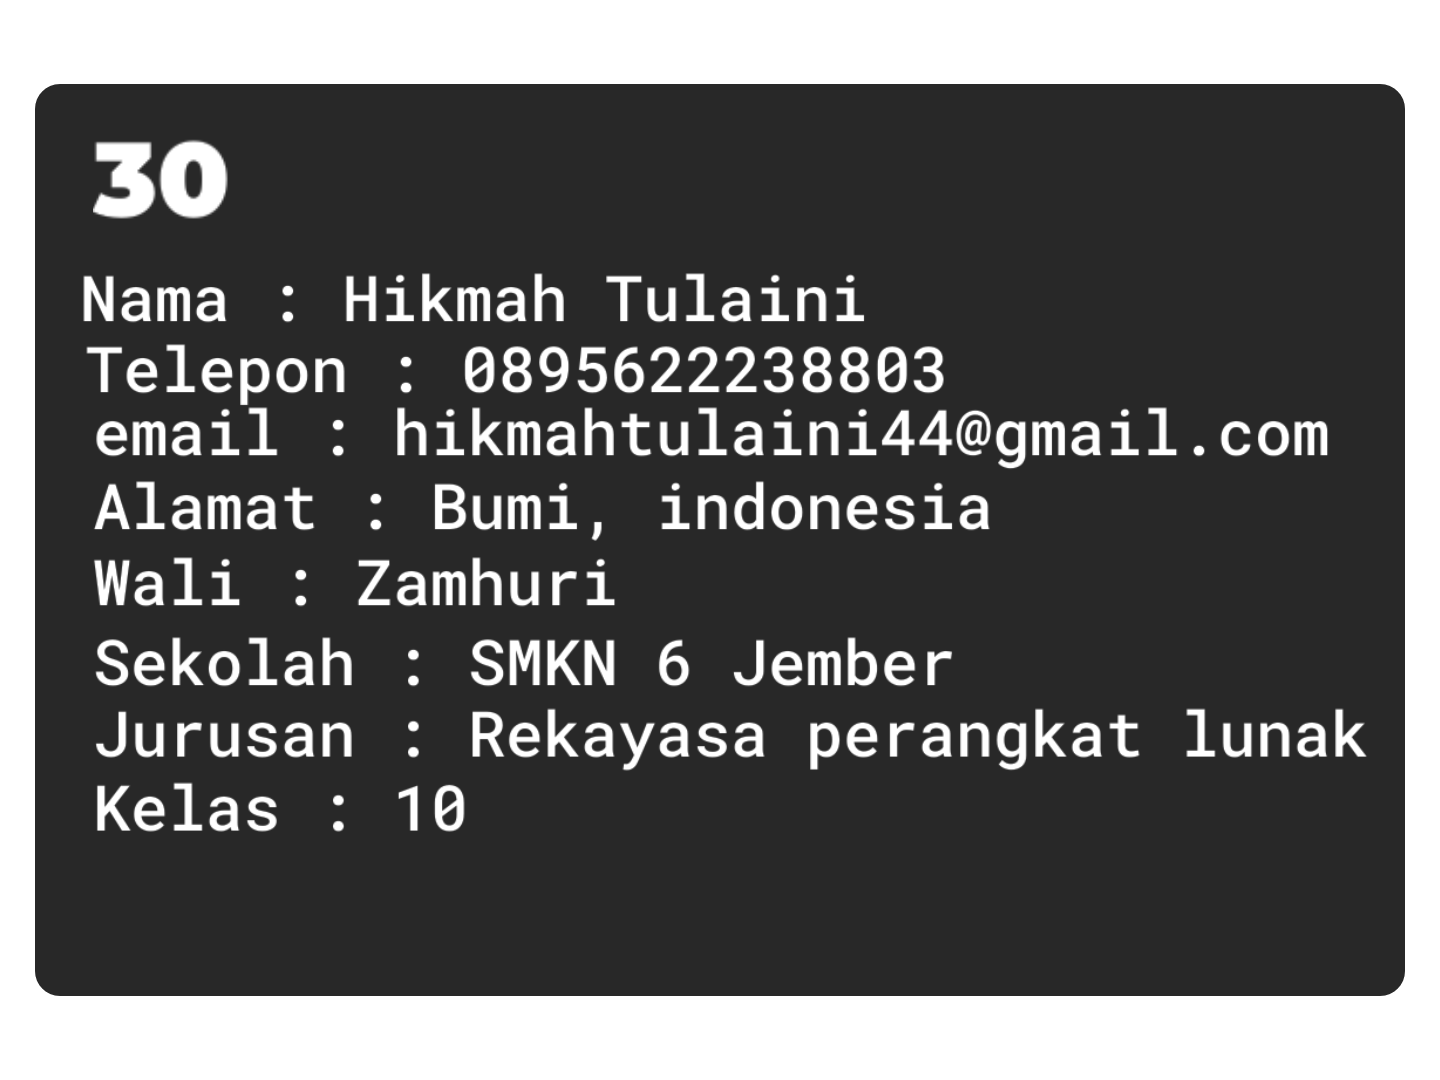 30
Nama : Hikmah Tulaini
Telepon : 0895622238803
email : hikmahtulaini44@gmail.com
Alamat : Bumi, indonesia
Wali : Zamhuri
Sekolah : SMKN 6 Jember
Jurusan : Rekayasa perangkat lunak
Kelas : 10